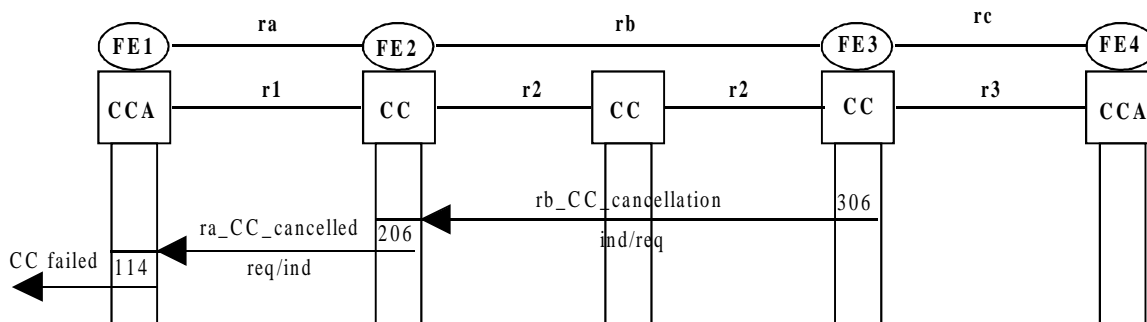 ra rb rc
FE1 FE2 FE3 FE4
r1 r2 r2 r3
CCA CC CC CC CCA
rb_CC_cancellation 306
ra_CC_cancelled 206 ind/req
CC failed 114 req/ind